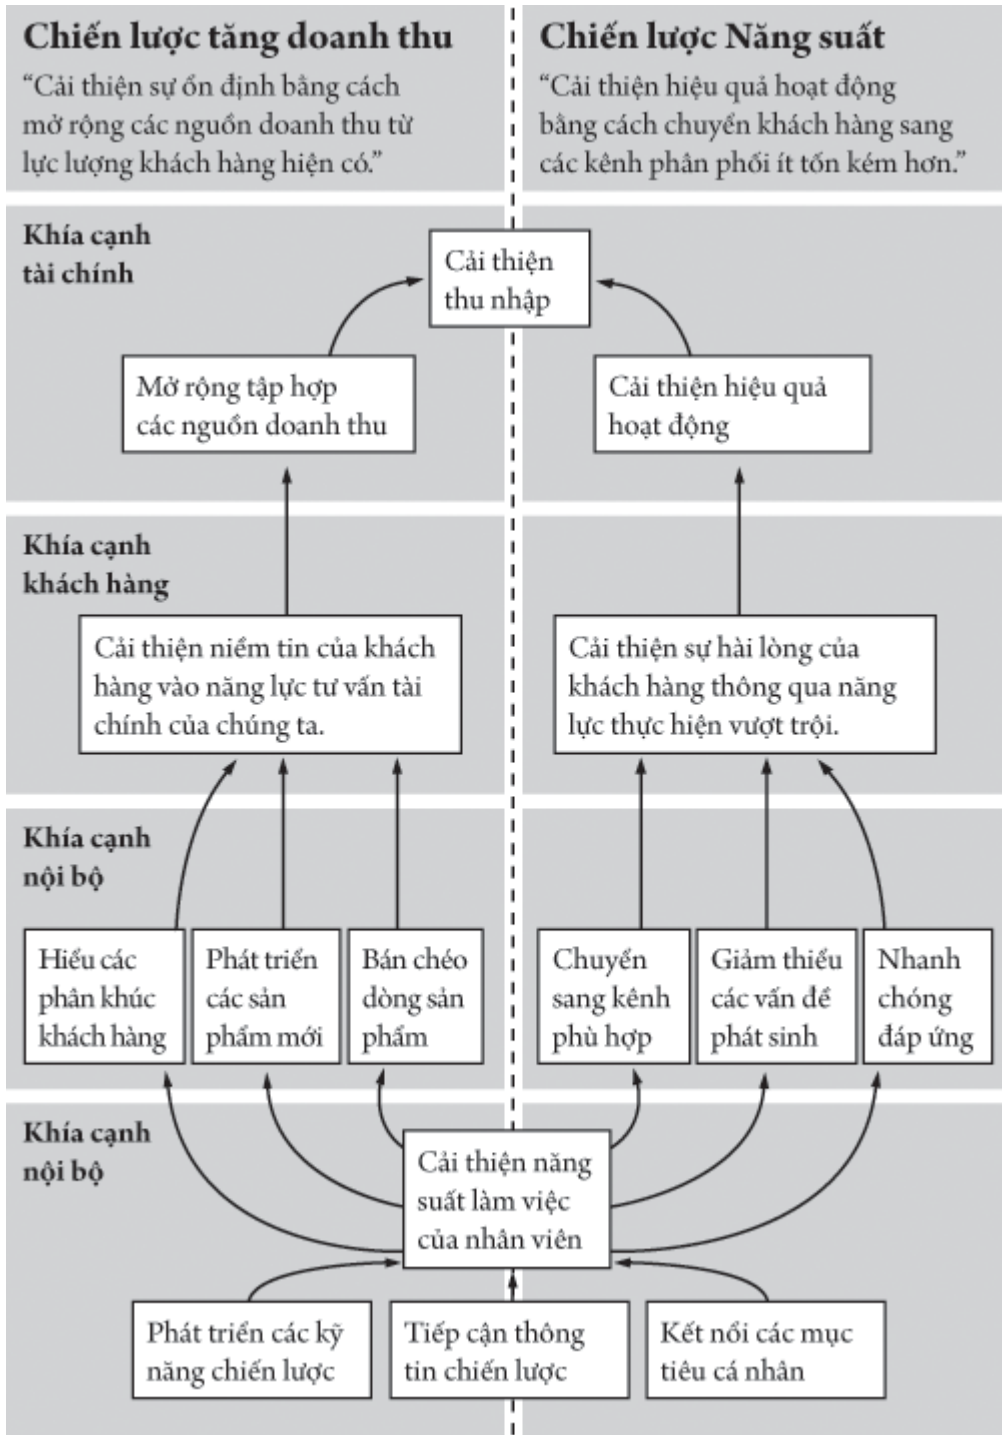 Chiến lược tăng doanh thu
“Cải thiện sự ổn định bằng cách
mở rộng các nguồn doanh thu từ
lực lượng khách hàng hiện có.”
Chiến lược Năng suất
“Cải thiện hiệu quả hoạt động
bằng cách chuyển khách hàng sang
các kênh phân phối ít tốn kém hơn.”
Khía cạnh
tài chính
Cải thiện
thu nhập
Mở rộng tập hợp
các nguồn doanh thu
Cải thiện hiệu quả
hoạt động
Khía cạnh
khách hàng
Cải thiện niềm tin của khách
hàng vào năng lực tư vấn tài
chính của chúng ta.
Cải thiện sự hài lòng của
khách hàng thông qua năng
lực thực hiện vượt trội.
Khía cạnh
nội bộ
Hiểu các
phân khúc
khách hàng
Phát triển
các sản
phẩm mới
Bán chéo
dòng sản
phẩm
Chuyển
sang kênh
phù hợp
Giảm thiểu
các vấn đề
phát sinh
Nhanh
chóng
đáp ứng
Khía cạnh
nội bộ
Cải thiện năng
suất làm việc
của nhân viên
Phát triển các kỹ
năng chiến lược
Tiếp cận thông
tin chiến lược
Kết nối các mục
tiêu cá nhân